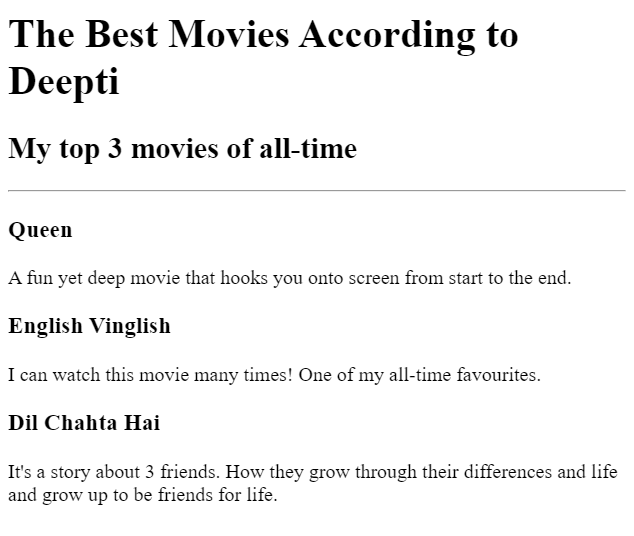 The Best Movies According to
Deepti
My top 3 movies of all-time
Queen
A fun yet deep movie that hooks you onto screen from start to the end.
English Vinglish
I can watch this movie many times! One of my all-time favourites.
Dil Chahta Hai
It's a story about 3 friends. How they grow through their differences and life
and grow up to be friends for life.